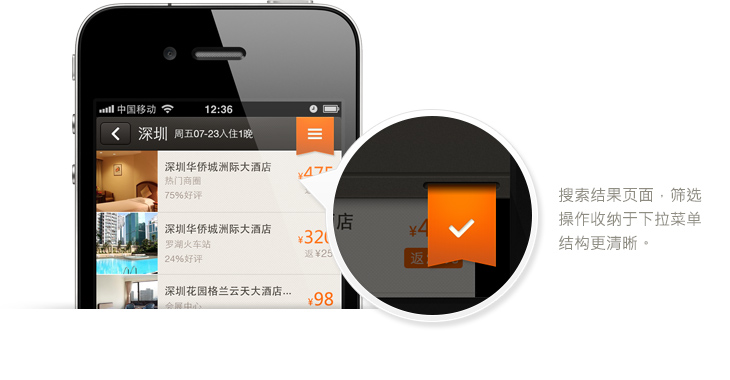 中国移动 12:36
深圳 周五07-23入住1晚
深圳华侨城洲际大酒店
热门商圈
¥475
75%好评
深圳华侨城洲际大酒店
罗湖火车站
¥320
24%好评
返¥25
深圳花园格兰云天大酒店...
会展中心
¥98
店
¥4
返
搜索结果页面，筛选
操作收纳于下拉菜单
结构更清晰。